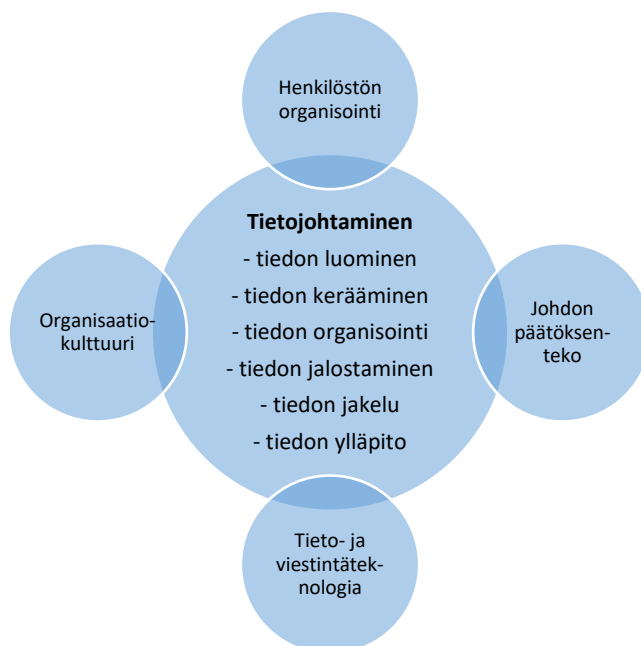 Henkilöstön
organisointi
Tietojohtaminen
- tiedon luominen
- tiedon kerääminen
- tiedon organisointi
- tiedon jalostaminen
- tiedon jakelu
- tiedon ylläpito
Organisaatio-
kulttuuri
Johdon
päätöksen-
teko
Tieto- ja
viestintätek-
nologia